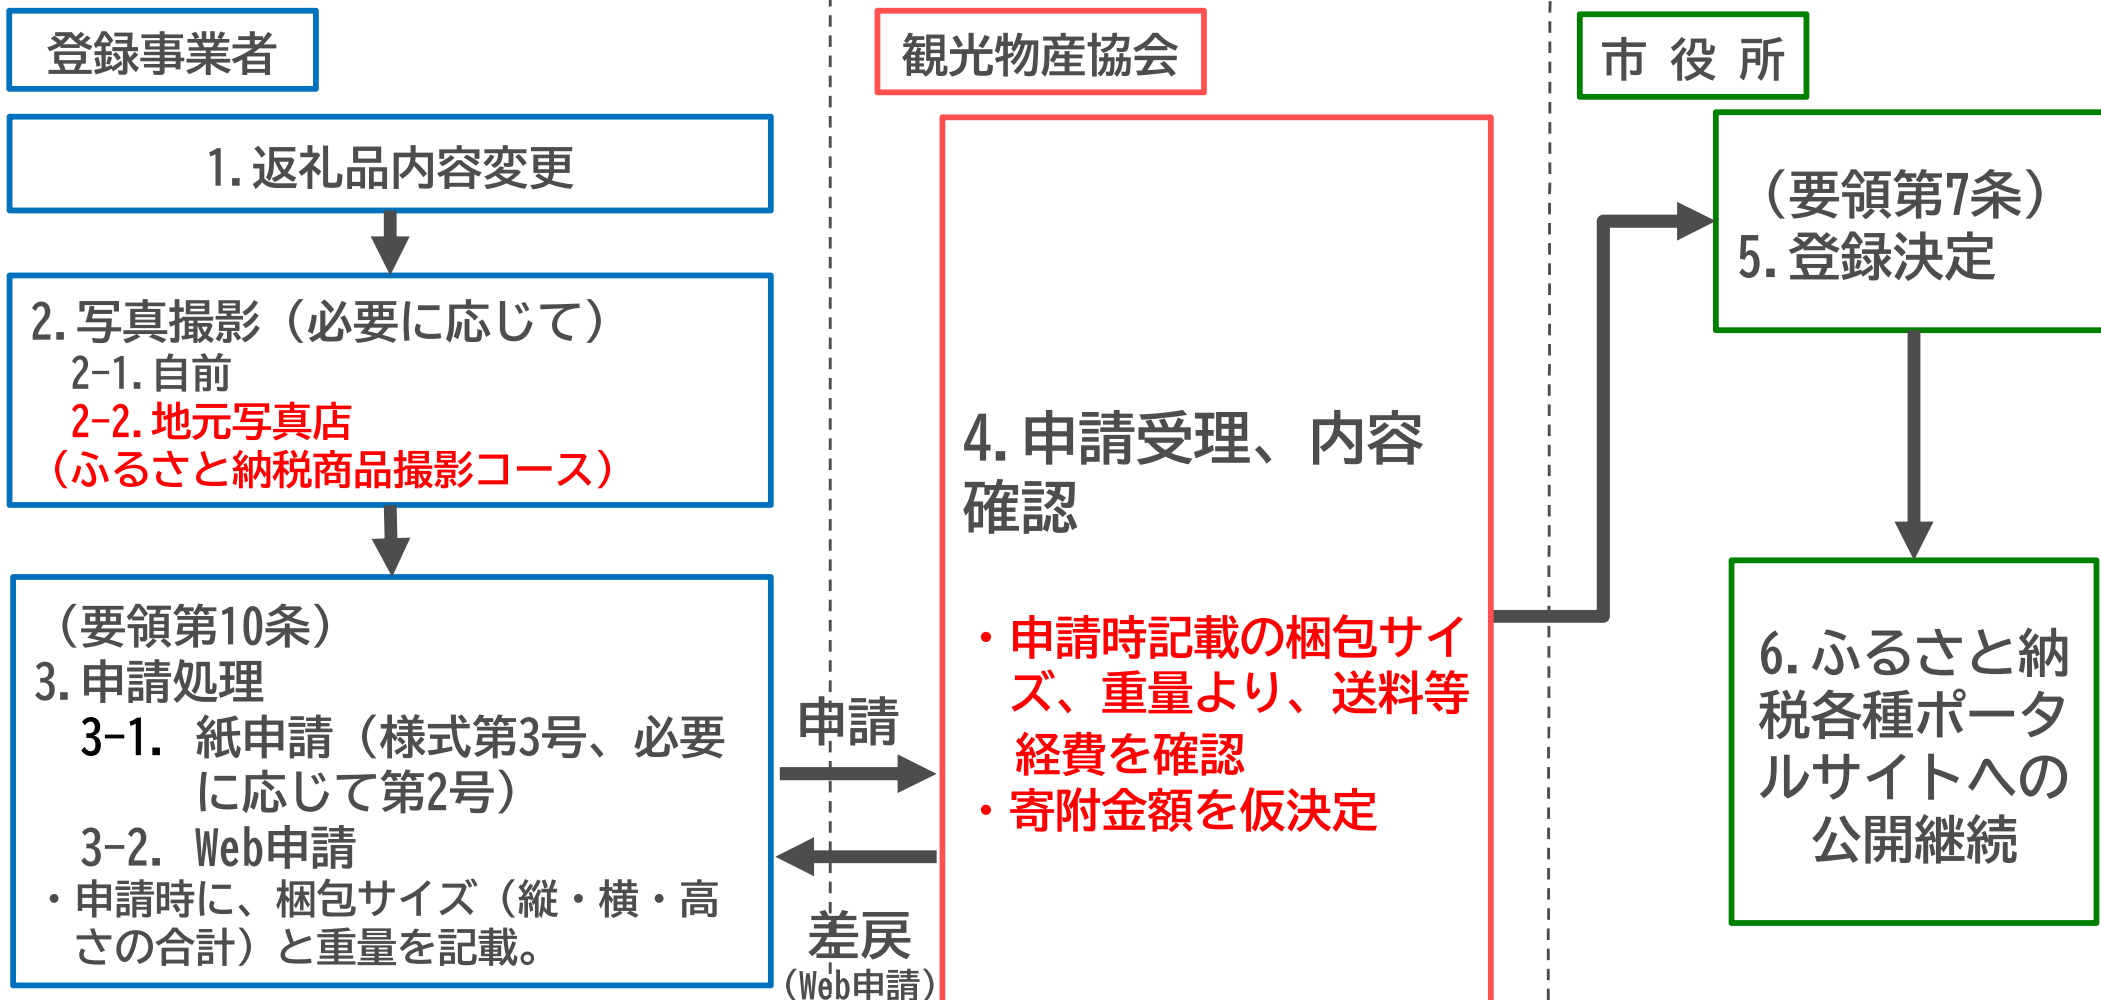 登録事業者
1.返礼品内容変更
2.写真撮影（必要に応じて）
2-1.自前
2-2.地元写真店
（ふるさと納税商品撮影コース）
（要領第10条）
3.申請処理
3-1. 紙申請（様式第3号、必要
に応じて第2号）
3-2. Web申請
・申請時に、梱包サイズ（縦・横・高
さの合計）と重量を記載。
申請
差戻
（Web申請）
観光物産協会
4.申請受理、内容
確認
・申請時記載の梱包サイ
ズ、重量より、送料等
経費を確認
・寄附金額を仮決定
市 役 所
（要領第7条）
5.登録決定
6.ふるさと納
税各種ポータ
ルサイトへの
公開継続